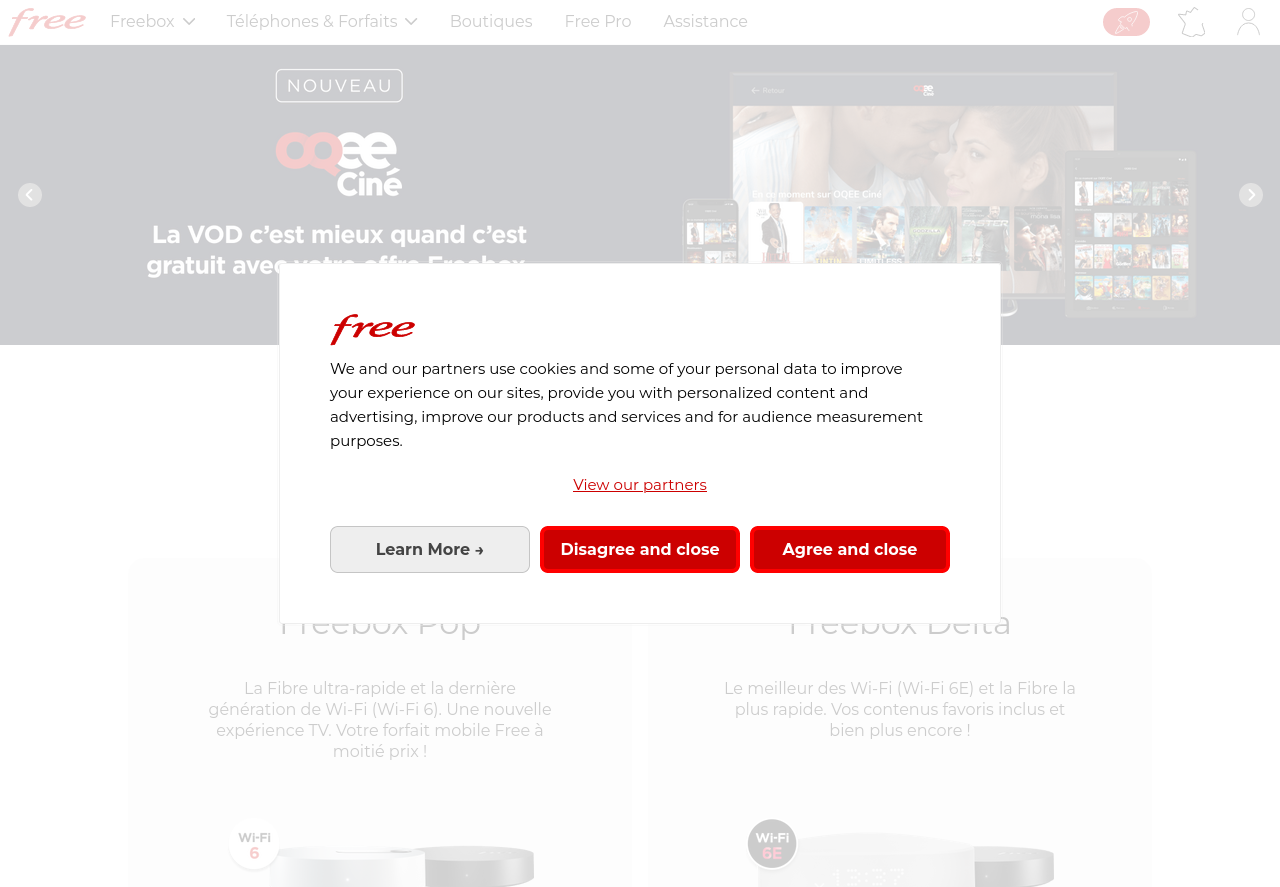 free Freebox Téléphones & Forfaits Boutiques Free Pro Assistance
NOUVEAU
OQEE
Ciné
← Retour
OQEE
Ciné
En ce moment sur OQEE Ciné !
La VOD c'est mieux quand c'est
gratuit avec votre offre Freebox
free
We and our partners use cookies and some of your personal data to improve
your experience on our sites, provide you with personalized content and
advertising, improve our products and services and for audience measurement
purposes.
View our partners
Learn More →
Disagree and close
Agree and close
Freebox Pop
Freebox Delta
La Fibre ultra-rapide et la dernière
génération de Wi-Fi (Wi-Fi 6). Une nouvelle
expérience TV. Votre forfait mobile Free à
moitié prix !
Le meilleur des Wi-Fi (Wi-Fi 6E) et la Fibre la
plus rapide. Vos contenus favoris inclus et
bien plus encore !
Wi-Fi
6
Wi-Fi
6E
13:37